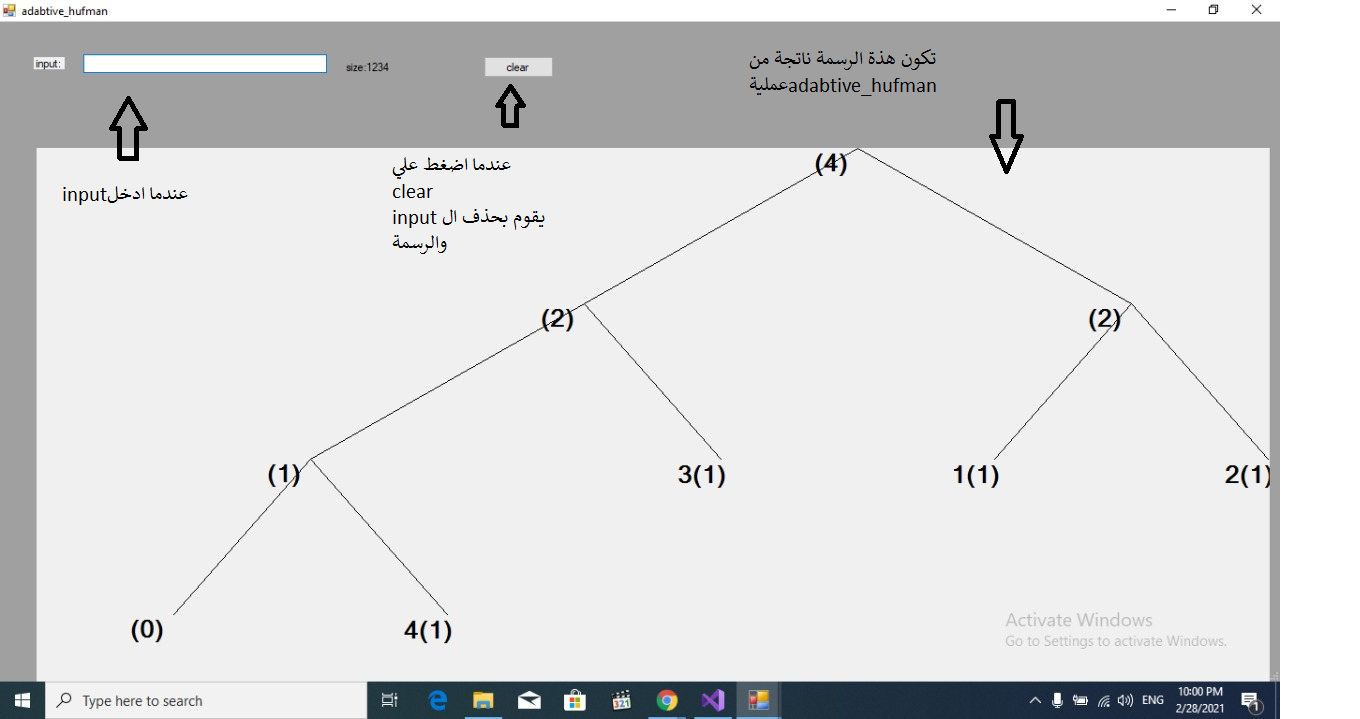 adabtive_hufman
input:
size:1234
clear
تكون هذة الرسمة ناتجة من
عمليةadabtive_hufman
عندما ادخلinput
عندما اضغط علي
clear
يقوم بحذف ال input
والرسمة
(4)
(2)
(2)
(1)
3(1)
1(1)
2(1)
(0)
4(1)
Activate Windows
Go to Settings to activate Windows.
Type here to search
321
ENG
10:00 PM
2/28/2021
1